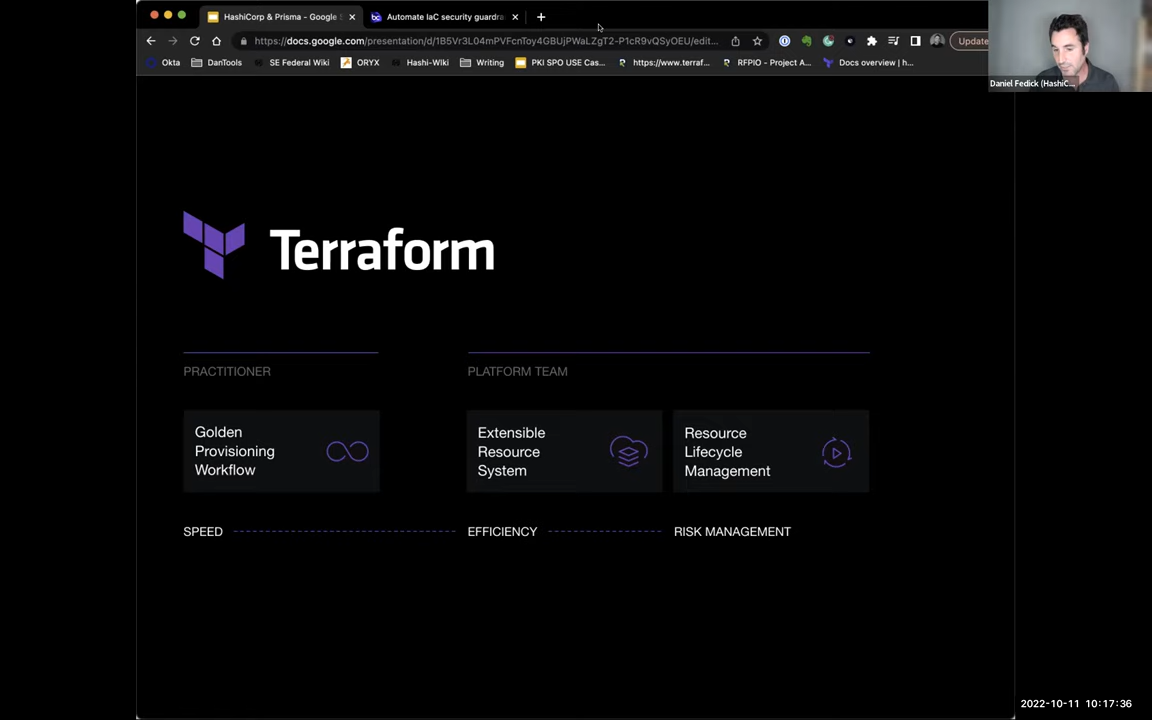 HashiCorp & Prisma - Google
Automate IaC security guardra
https://docs.google.com/presentation/d/1B5Vr3L04mPVFcnToy4GBUjPWaLZgT2-P1cR9vQSyOEU/edit...
Update
Okta
DanTools
SE Federal Wiki
ORYX
Hashi-Wiki
Writing
PKI SPO USE Cas...
https://www.terraf...
RFPIO - Project A...
Docs overview | h...
Daniel Fedick (HashiC...
Terraform
PRACTITIONER
PLATFORM TEAM
Golden
Provisioning
Workflow
Extensible
Resource
System
Resource
Lifecycle
Management
SPEED
EFFICIENCY
RISK MANAGEMENT
2022-10-11 10:17:36